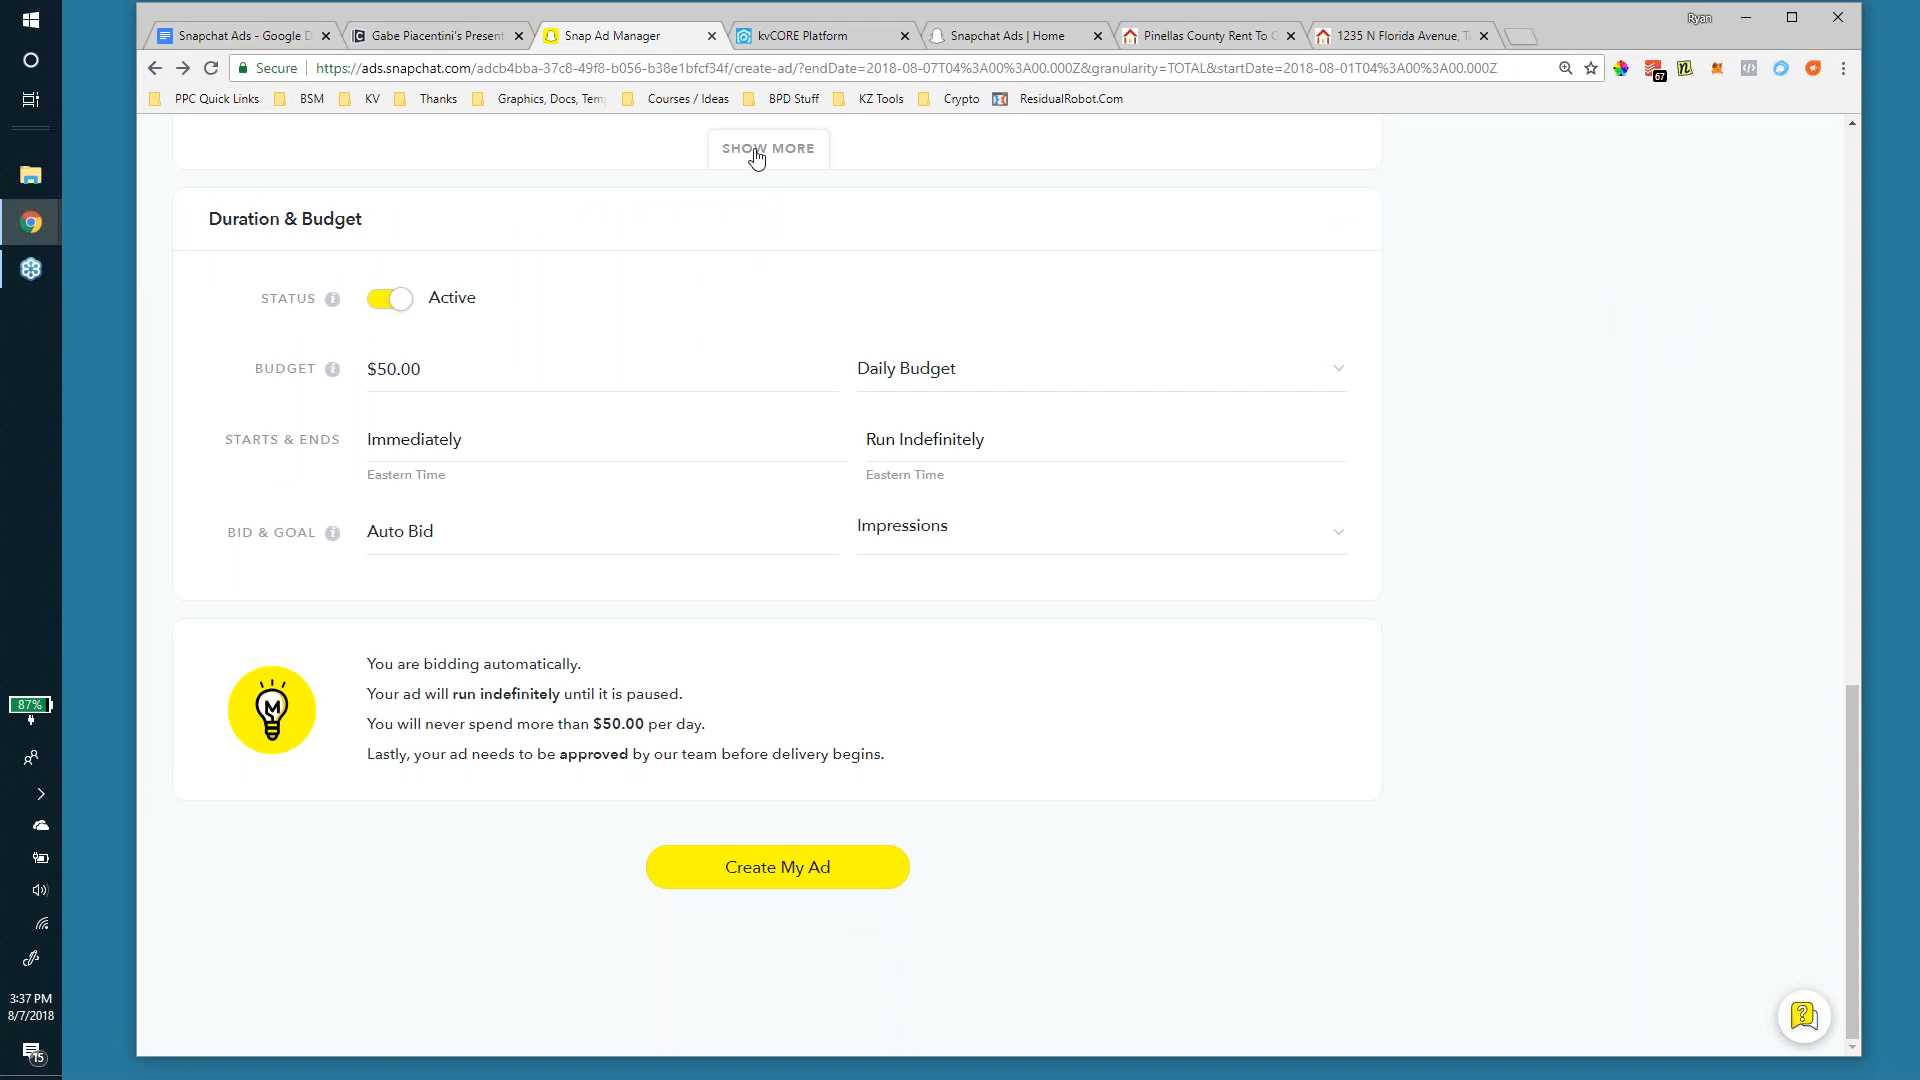 Ryan
Snapchat Ads - Google D
Gabe Piacentini's Present
Snap Ad Manager
kvCORE Platform
Snapchat Ads | Home
Pinellas County Rent To
1235 N Florida Avenue,
Secure
https://ads.snapchat.com/adcb4bba-37c8-49f8-b056-b38e1bfcf34f/create-ad/?endDate=2018-08-07T04%3A00%3A00.000Z&granularity=TOTAL&startDate=2018-08-01T04%3A00%3A00.000Z
67
PPC Quick Links
BSM
KV
Thanks
Graphics, Docs, Temp
Courses / Ideas
BPD Stuff
KZ Tools
Crypto
ResidualRobot.Com
SHOW MORE
Duration & Budget
STATUS
Active
BUDGET
$50.00
Daily Budget
STARTS & ENDS
Immediately
Run Indefinitely
Eastern Time
Eastern Time
BID & GOAL
Auto Bid
Impressions
You are bidding automatically.
Your ad will run indefinitely until it is paused.
You will never spend more than $50.00 per day.
Lastly, your ad needs to be approved by our team before delivery begins.
Create My Ad
87%
3:37 PM
8/7/2018
15